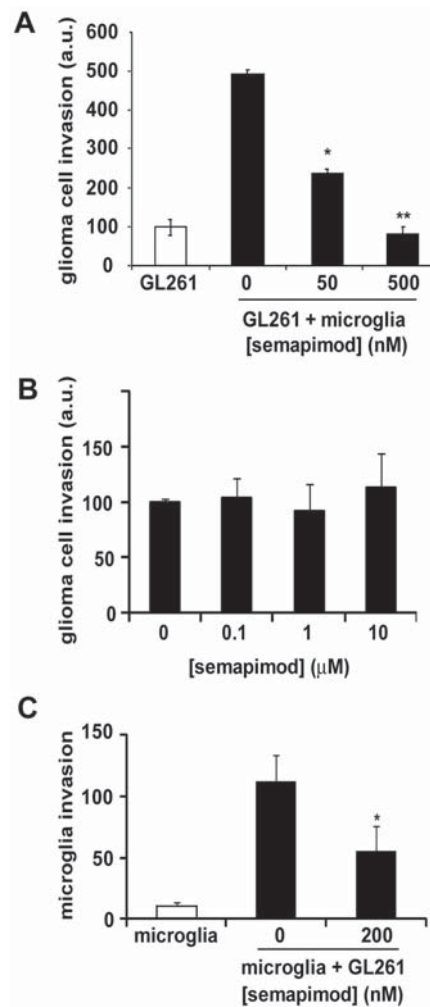 A
glioma cell invasion (a.u.)
600
500
400
300
200
100
0
*
**
GL261 0 50 500
GL261 + microglia
[semapimod] (nM)
B
glioma cell invasion (a.u.)
150
100
50
0
0 0.1 1 10
[semapimod] (µM)
C
microglia invasion
150
100
50
0
*
microglia 0 200
microglia + GL261
[semapimod] (nM)